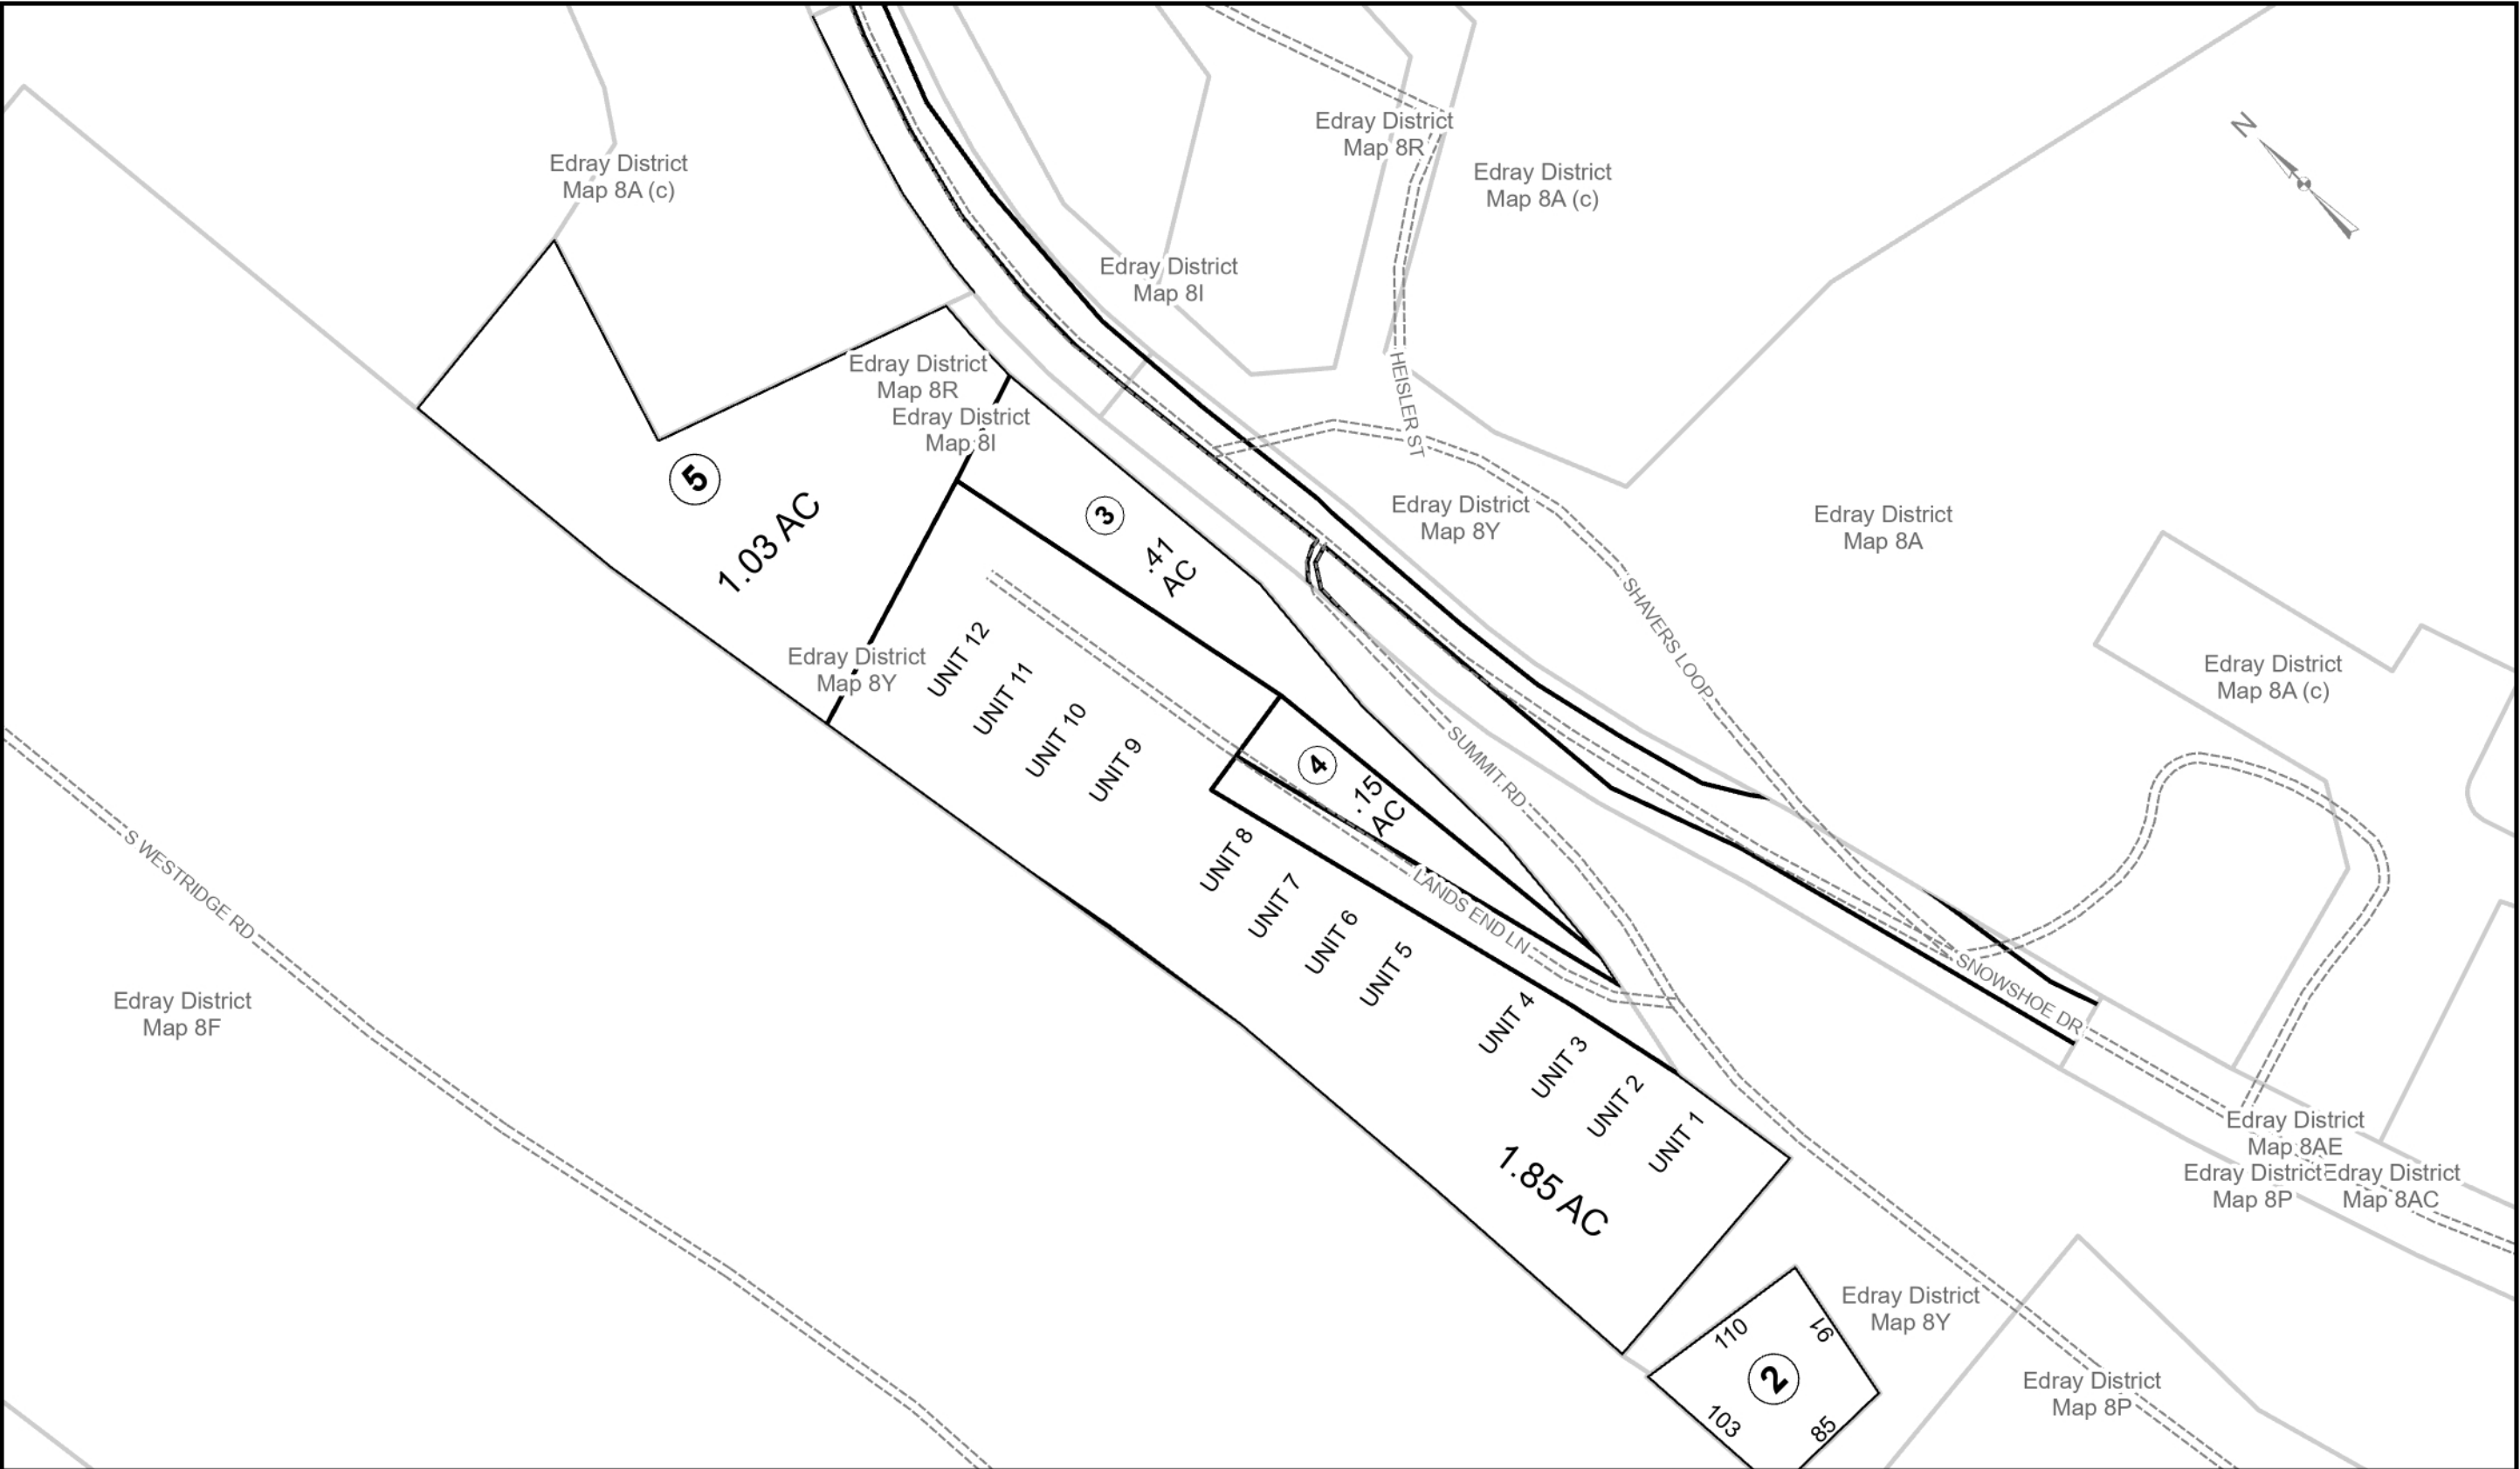 Edray District
Map 8R
Edray District
Map 8A (c)
N
Edray District
Map 8A (c)
Edray District
Map 8I
Edray District
Map 8R
Edray District
Map 8I
HEISLER ST
5
1.03 AC
3
.41
AC
Edray District
Map 8Y
Edray District
Map 8A
SHAVERS LOOP
Edray District
Map 8Y
UNIT 12
UNIT 11
UNIT 10
UNIT 9
Edray District
Map 8A (c)
SUMMIT RD
4
.15
AC
S WESTRIDGE RD
UNIT 8
UNIT 7
UNIT 6
UNIT 5
LANDS END LN
SNOWSHOE DR
Edray District
Map 8F
UNIT 4
UNIT 3
UNIT 2
UNIT 1
1.85 AC
Edray District
Map 8AE
Edray District
Map 8P
Edray District
Map 8AC
Edray District
Map 8Y
110
91
2
103
85
Edray District
Map 8P